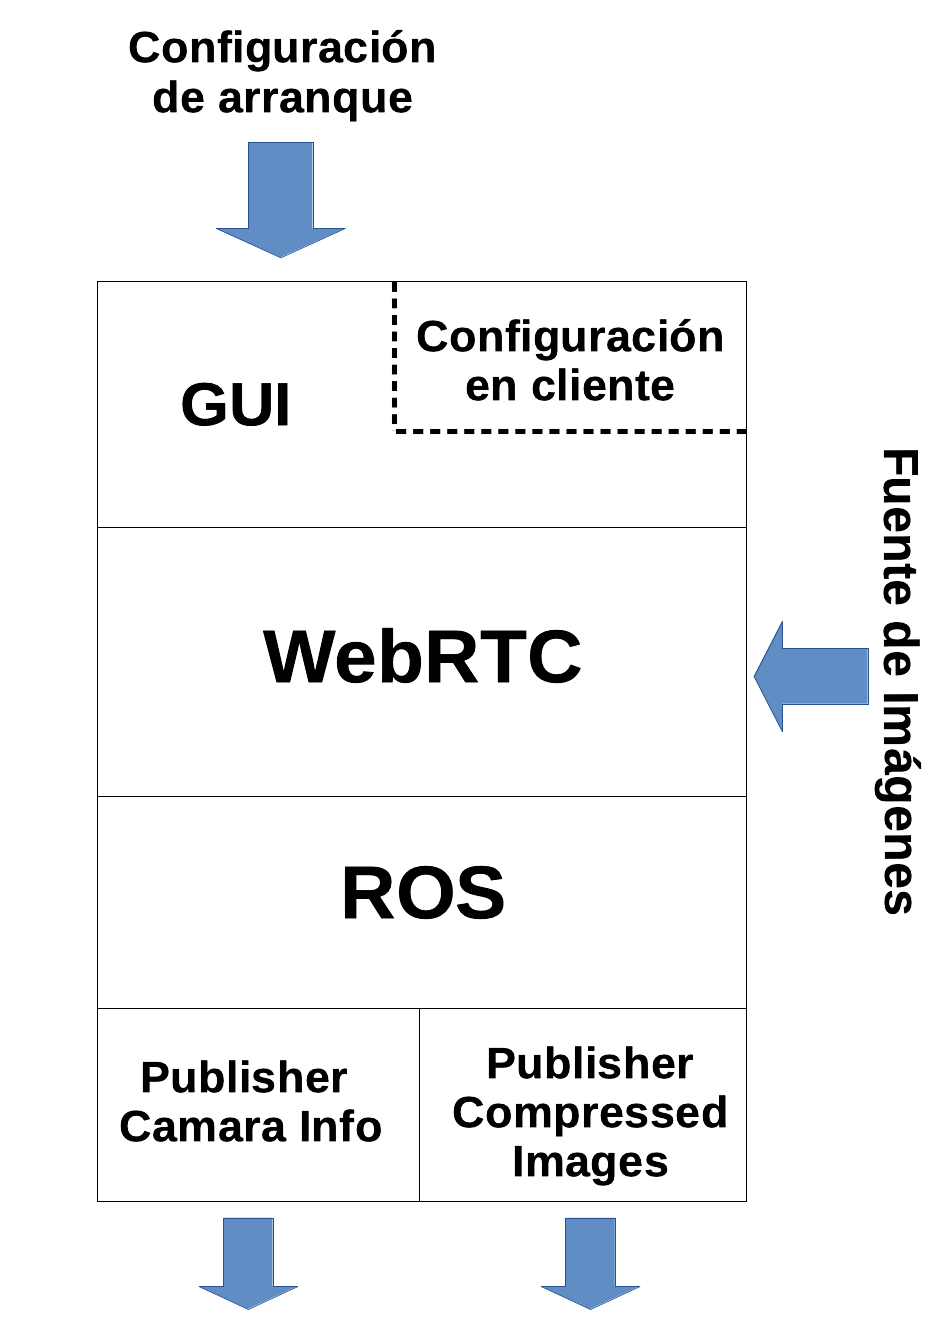 Configuración
de arranque
Configuración
en cliente
GUI
WebRTC
Fuente de Imágenes
ROS
Publisher
Camara Info
Publisher
Compressed
Images